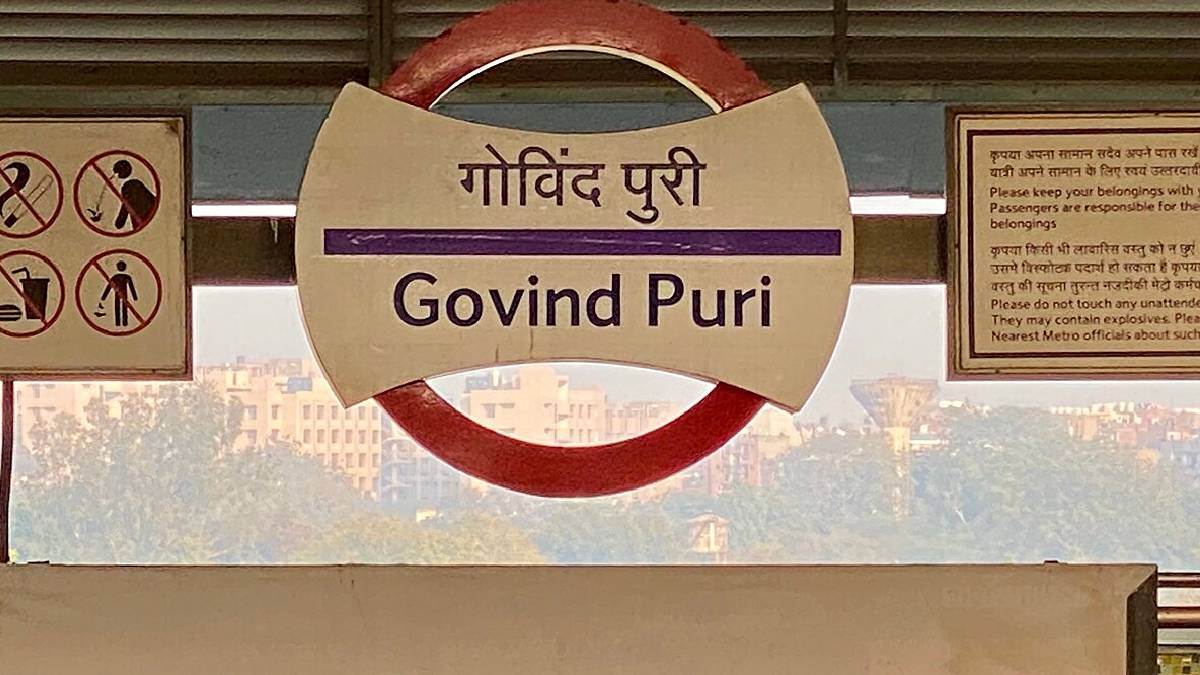 गोविंद पुरी
Govind Puri
कृपया अपना सामान सदैव अपने पास रखें
यात्री अपने सामान के लिए स्वयं उत्तरदायी
Please keep your belongings with
Passengers are responsible for the
belongings
कृपया किसी भी लावारिस वस्तु को न छुएं
उसमे विस्फोटक पदार्थ हो सकता है कृपया
वस्तु की सूचना तुरन्त नजदीकी मेट्रो
Please do not touch any
They may contain explosives.
Nearest Metro officials about such